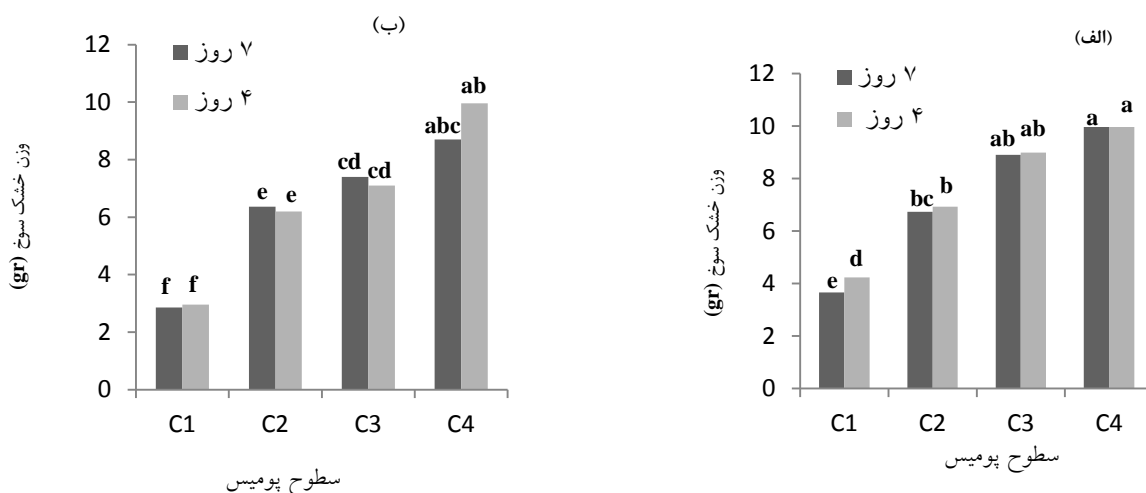 (ب)
۷ روز
۴ روز
12
10
8
6
4
2
0
وزن خشک سوخ (gr)
f f e e cd cd abc ab
C1 C2 C3 C4
سطوح پومیس
(الف)
۷ روز
۴ روز
12
10
8
6
4
2
0
وزن خشک سوخ (gr)
e d bc b ab ab a a
C1 C2 C3 C4
سطوح پومیس